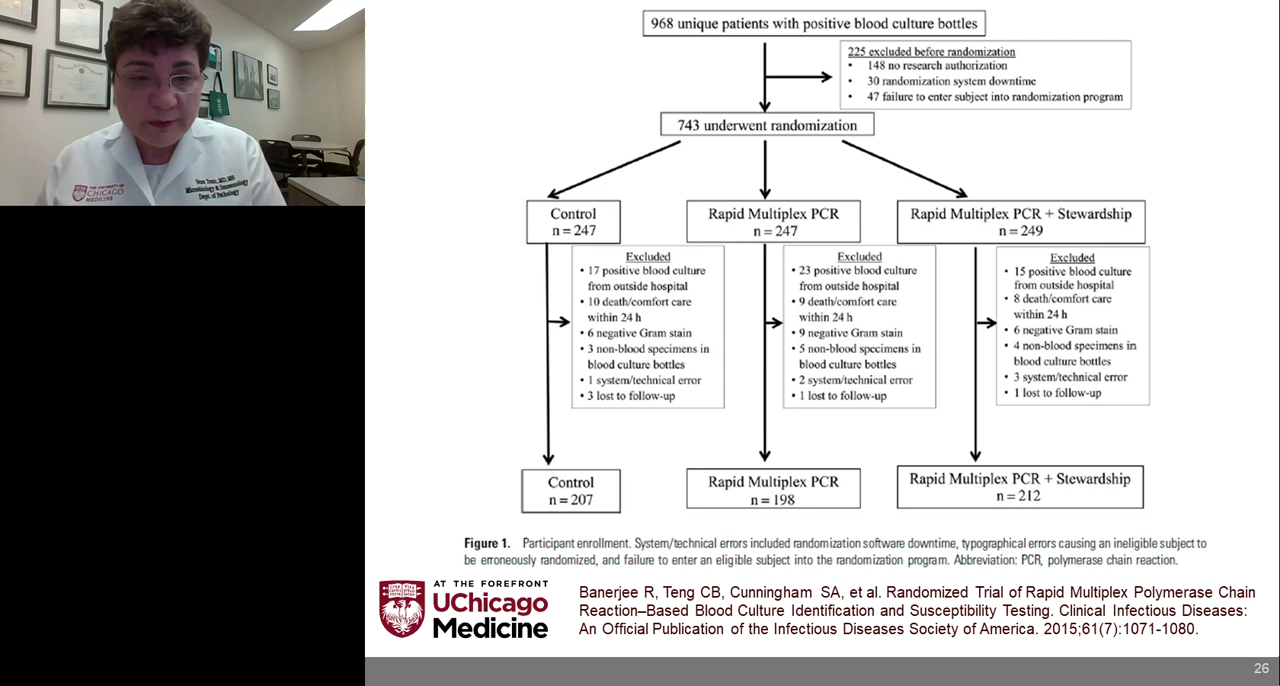 THE UNIVERSITY OF
CHICAGO
MEDICINE
Microbiology & Immunology
Dept. of Pathology
968 unique patients with positive blood culture bottles
225 excluded before randomization
• 148 no research authorization
• 30 randomization system downtime
• 47 failure to enter subject into randomization program
743 underwent randomization
Control
n = 247
Rapid Multiplex PCR
n = 247
Rapid Multiplex PCR + Stewardship
n = 249
Excluded
• 17 positive blood culture
from outside hospital
• 10 death/comfort care
within 24 h
• 6 negative Gram stain
• 3 non-blood specimens in
blood culture bottles
• 1 system/technical error
• 3 lost to follow-up
Excluded
• 23 positive blood culture
from outside hospital
• 9 death/comfort care
within 24 h
• 9 negative Gram stain
• 5 non-blood specimens in
blood culture bottles
• 2 system/technical error
• 1 lost to follow-up
Excluded
• 15 positive blood culture
from outside hospital
• 8 death/comfort care
within 24 h
• 6 negative Gram stain
• 4 non-blood specimens in
blood culture bottles
• 3 system/technical error
• 1 lost to follow-up
Control
n = 207
Rapid Multiplex PCR
n = 198
Rapid Multiplex PCR + Stewardship
n = 212
Figure 1. Participant enrollment. System/technical errors included randomization software downtime, typographical errors causing an ineligible subject to
be erroneously randomized, and failure to enter an eligible subject into the randomization program. Abbreviation: PCR, polymerase chain reaction.
AT THE FOREFRONT
UChicago
Medicine
Banerjee R, Teng CB, Cunningham SA, et al. Randomized Trial of Rapid Multiplex Polymerase Chain
Reaction–Based Blood Culture Identification and Susceptibility Testing. Clinical Infectious Diseases:
An Official Publication of the Infectious Diseases Society of America. 2015;61(7):1071-1080.
26